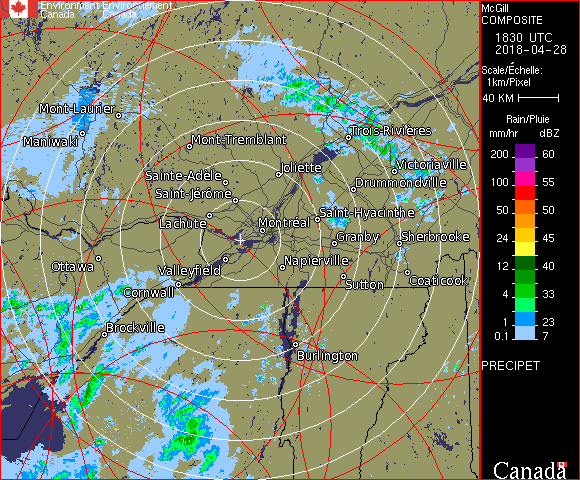 Environment Environnement
Canada Canada
McGill
COMPOSITE
1830 UTC
2018-04-28
Scale/Échelle:
1km/Pixel
40 KM
Rain/Pluie
mm/hr dBZ
200 60
150 57
100 55
50 50
24 45
12 40
4 33
1 23
0.1 7
PRECIPET
Canada
Mont-Laurier
Maniwaki
Mont-Tremblant
Trois-Rivières
Joliette
Victoriaville
Sainte-Adèle
Drummondville
Saint-Jérôme
Lachute
Saint-Hyacinthe
Montréal
Granby
Sherbrooke
Ottawa
Valleyfield
Napierville
Cornwall
Sutton
Coaticook
Brockville
Burlington